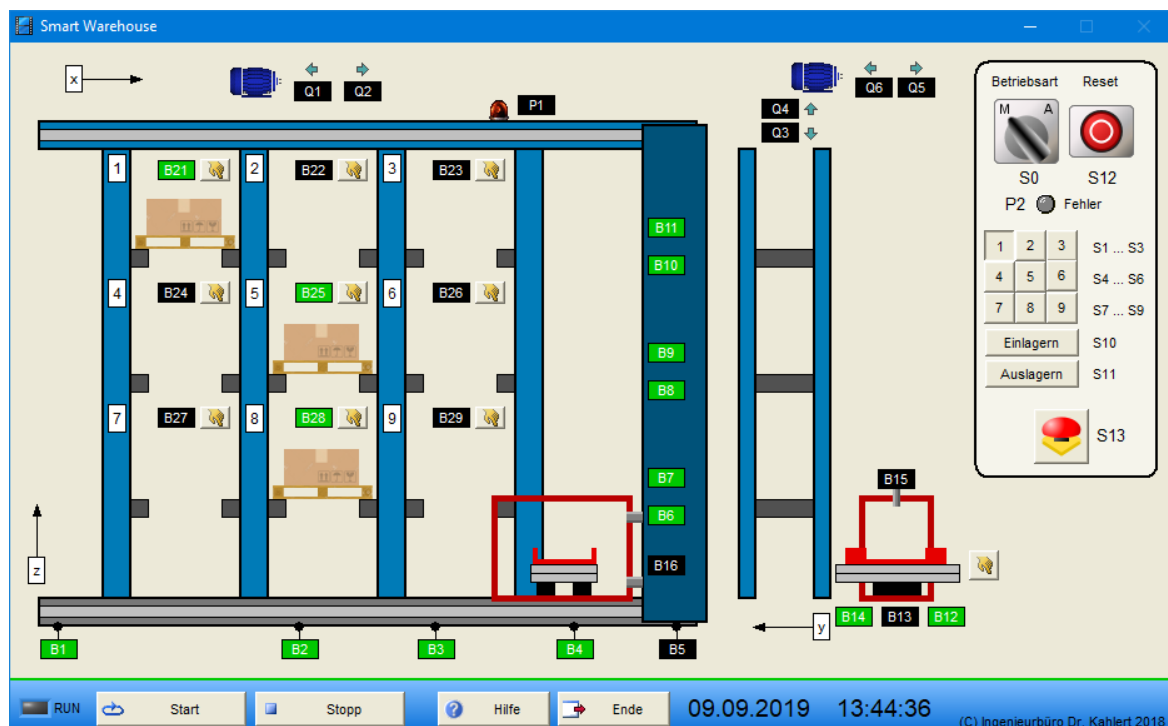 Smart Warehouse
x
Q1 Q2
P1
Q6 Q5
Q4
Q3
Betriebsart Reset
M A
S0 S12
P2 Fehler
1 B21 2 B22 3 B23
B11
B10
1 2 3 S1 ... S3
4 5 6 S4 ... S6
7 8 9 S7 ... S9
4 B24 5 B25 6 B26
Einlagern S10
B9
Auslagern S11
B8
7 B27 8 B28 9 B29
S13
B7
B15
B6
z
B16
B14 B13 B12
y
B1 B2 B3 B4 B5
RUN Start Stopp Hilfe Ende 09.09.2019 13:44:36
(C) Ingenieurbüro Dr. Kahlert 2018